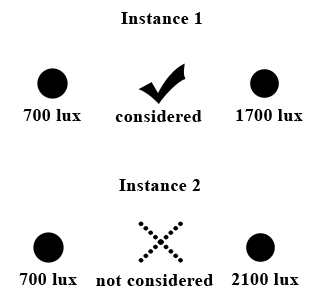 Instance 1
700 lux considered 1700 lux
Instance 2
700 lux not considered 2100 lux